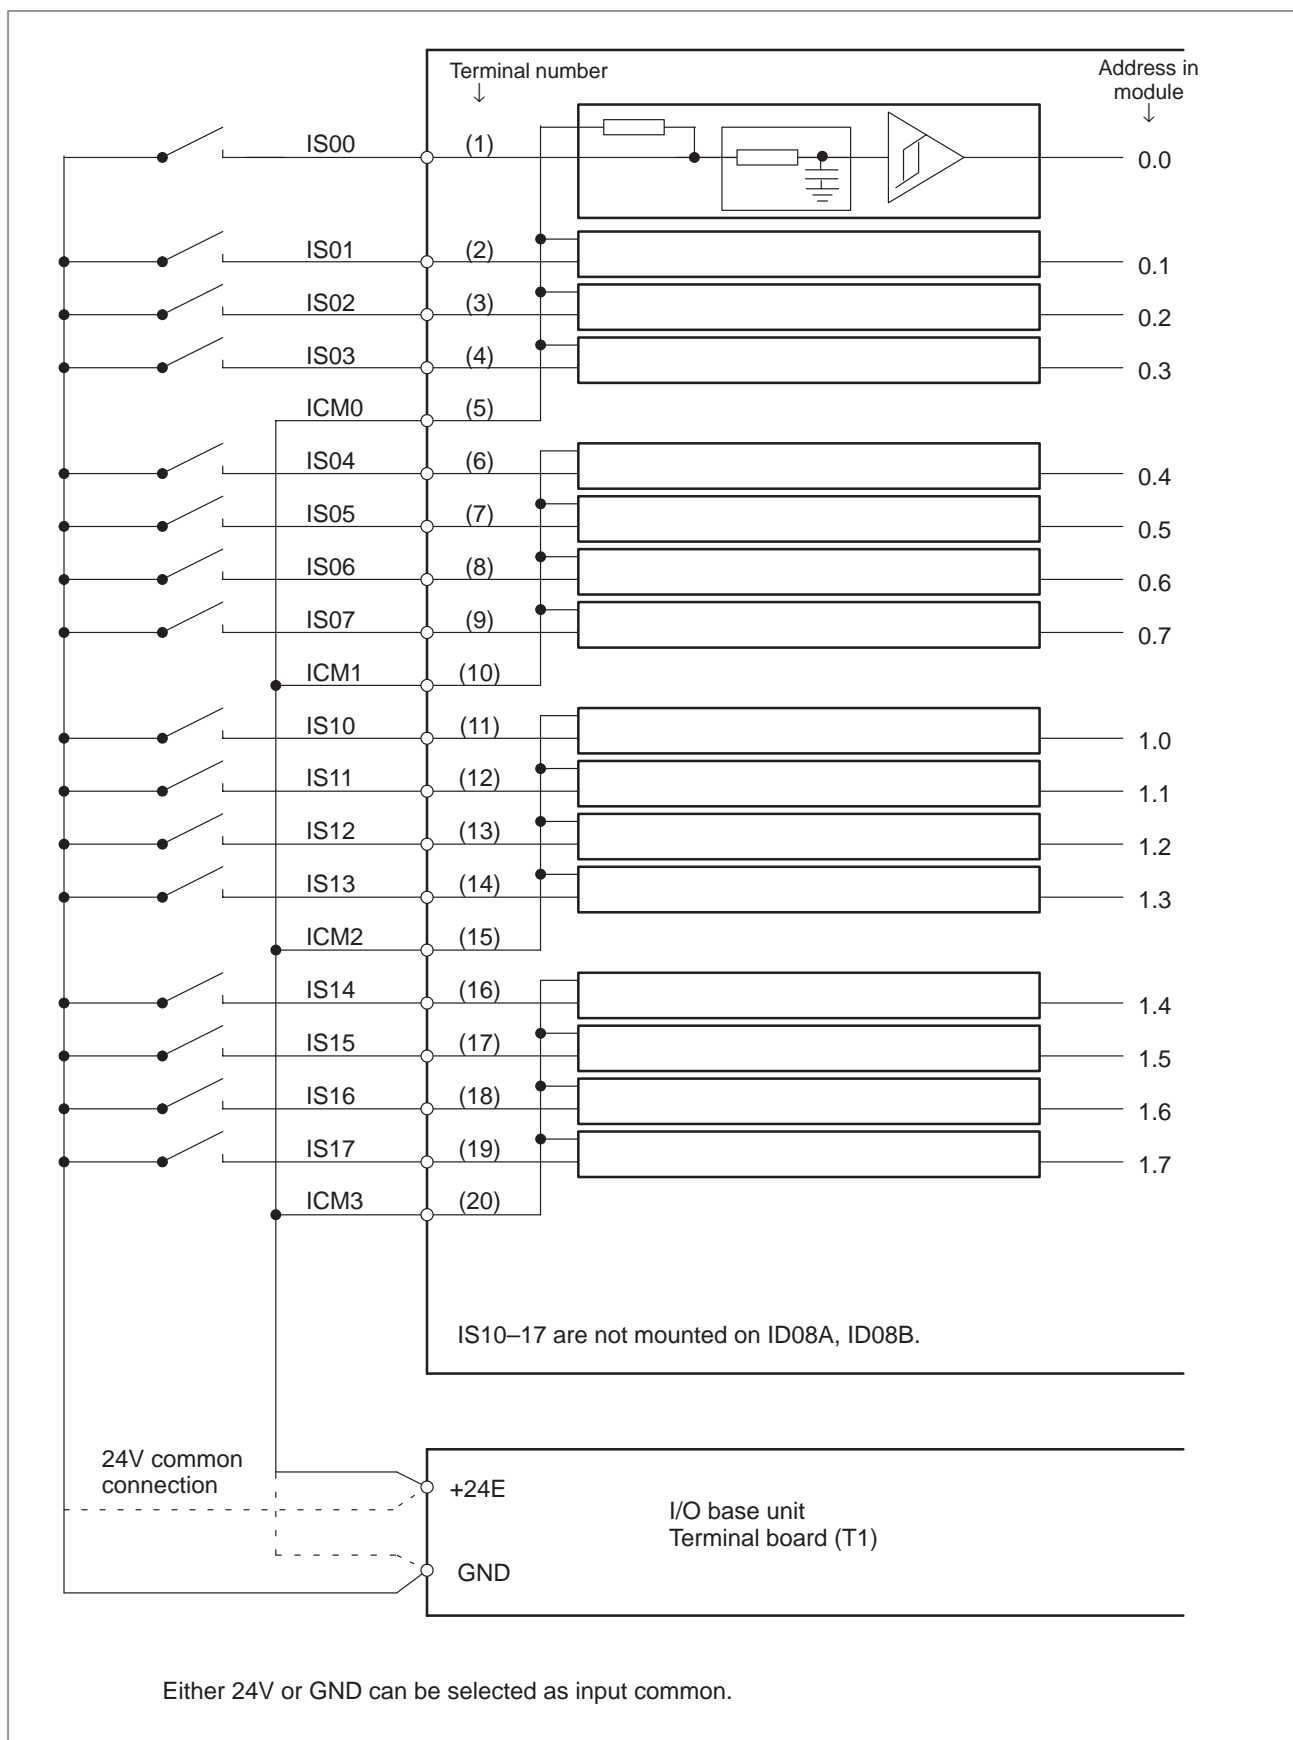 Terminal number
↓
Address in
module
↓
IS00 (1) 0.0
IS01 (2) 0.1
IS02 (3) 0.2
IS03 (4) 0.3
ICM0 (5)
IS04 (6) 0.4
IS05 (7) 0.5
IS06 (8) 0.6
IS07 (9) 0.7
ICM1 (10)
IS10 (11) 1.0
IS11 (12) 1.1
IS12 (13) 1.2
IS13 (14) 1.3
ICM2 (15)
IS14 (16) 1.4
IS15 (17) 1.5
IS16 (18) 1.6
IS17 (19) 1.7
ICM3 (20)
IS10–17 are not mounted on ID08A, ID08B.
24V common
connection
+24E
I/O base unit
Terminal board (T1)
GND
Either 24V or GND can be selected as input common.